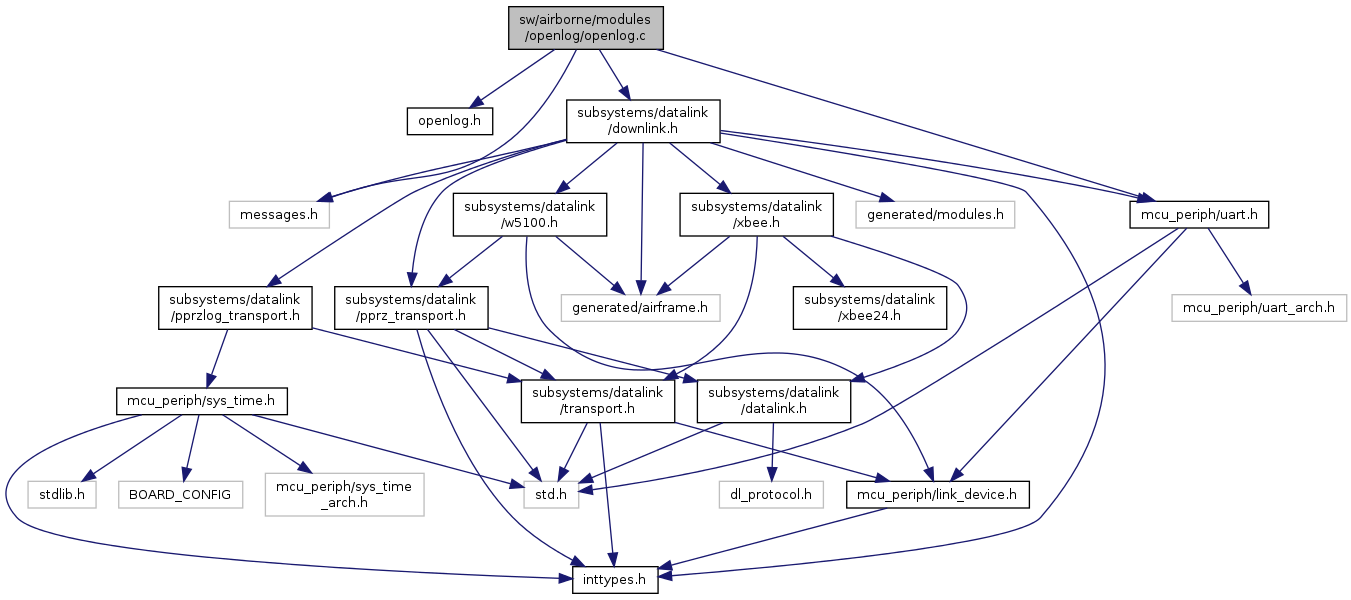 sw/airborne/modules
/openlog/openlog.c
openlog.h
subsystems/datalink
/downlink.h
messages.h
subsystems/datalink
/w5100.h
subsystems/datalink
/xbee.h
generated/modules.h
mcu_periph/uart.h
subsystems/datalink
/pprzlog_transport.h
subsystems/datalink
/pprz_transport.h
generated/airframe.h
subsystems/datalink
/xbee24.h
mcu_periph/uart_arch.h
mcu_periph/sys_time.h
subsystems/datalink
/transport.h
subsystems/datalink
/datalink.h
stdlib.h
BOARD_CONFIG
mcu_periph/sys_time
_arch.h
std.h
dl_protocol.h
mcu_periph/link_device.h
inttypes.h